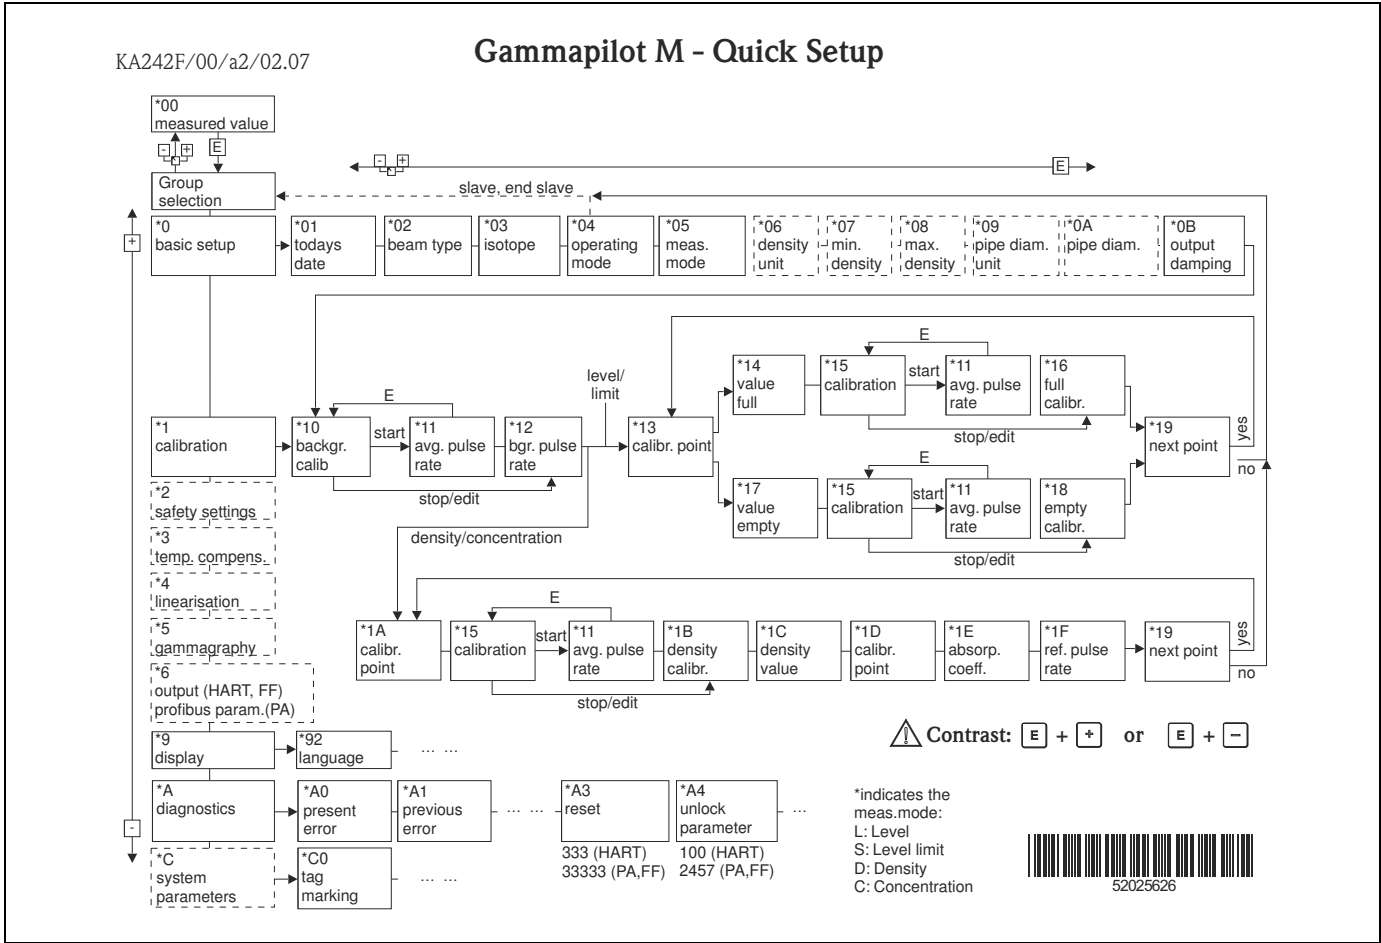 KA242F/00/a2/02.07
Gammapilot M - Quick Setup
*00
measured value
- +
E
- +
E
Group
selection
slave, end slave
+
*0
basic setup
*01
todays
date
*02
beam type
*03
isotope
*04
operating
mode
*05
meas.
mode
*06
density
unit
*07
min.
density
*08
max.
density
*09
pipe diam.
unit
*0A
pipe diam.
*0B
output
damping
*1
calibration
*10
backgr.
calib
E
start
*11
avg. pulse
rate
*12
bgr. pulse
rate
stop/edit
level/
limit
*13
calibr. point
*14
value
full
E
*15
calibration
start
*11
avg. pulse
rate
*16
full
calibr.
stop/edit
*17
value
empty
E
*15
calibration
start
*11
avg. pulse
rate
*18
empty
calibr.
stop/edit
*19
next point
yes
no
density/concentration
*2
safety settings
*3
temp. compens.
*4
linearisation
*5
gammagraphy
*6
output (HART, FF)
profibus param.(PA)
*1A
calibr.
point
E
*15
calibration
start
*11
avg. pulse
rate
*1B
density
calibr.
stop/edit
*1C
density
value
*1D
calibr.
point
*1E
absorp.
coeff.
*1F
ref. pulse
rate
*19
next point
yes
no
*9
display
*92
language
... ...
Contrast: E + + or E + −
*A
diagnostics
*A0
present
error
*A1
previous
error
... ...
*A3
reset
333 (HART)
33333 (PA,FF)
*A4
unlock
parameter
100 (HART)
2457 (PA,FF)
...
-
*C
system
parameters
*C0
tag
marking
... ...
*indicates the
meas.mode:
L: Level
S: Level limit
D: Density
C: Concentration
52025626